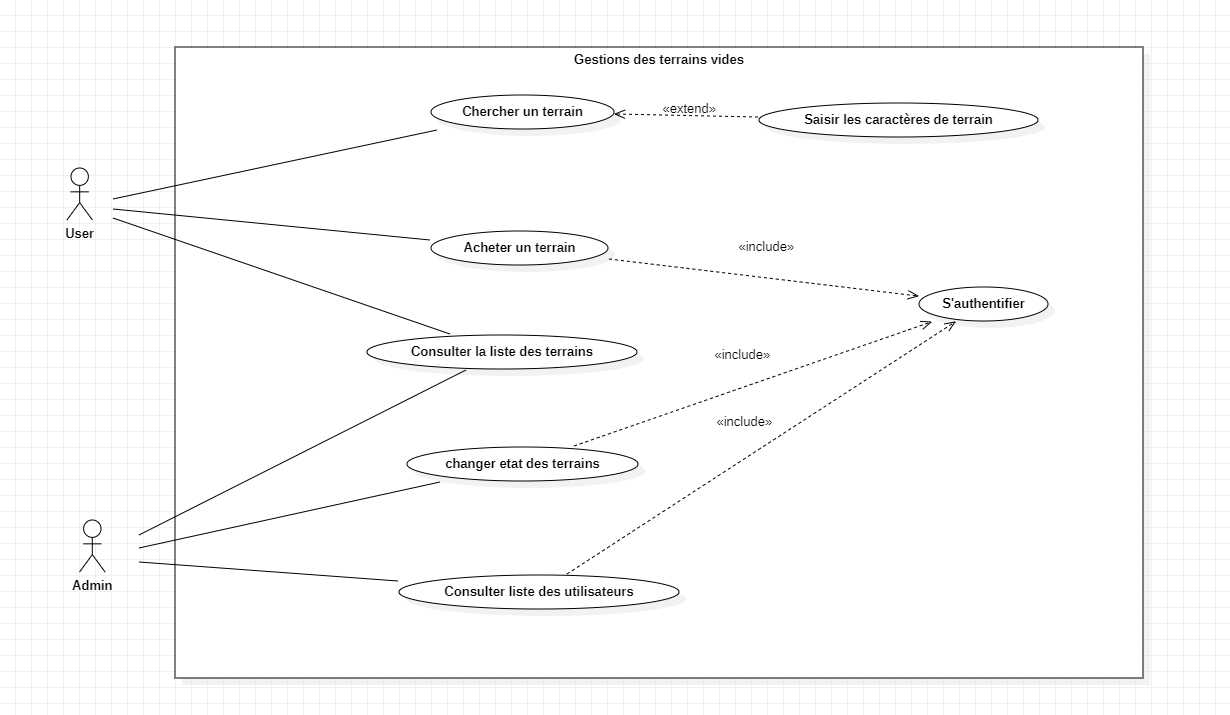 Gestions des terrains vides
Chercher un terrain
«extend»
Saisir les caractères de terrain
User
Acheter un terrain
«include»
S'authentifier
Consulter la liste des terrains
«include»
«include»
changer etat des terrains
Admin
Consulter liste des utilisateurs